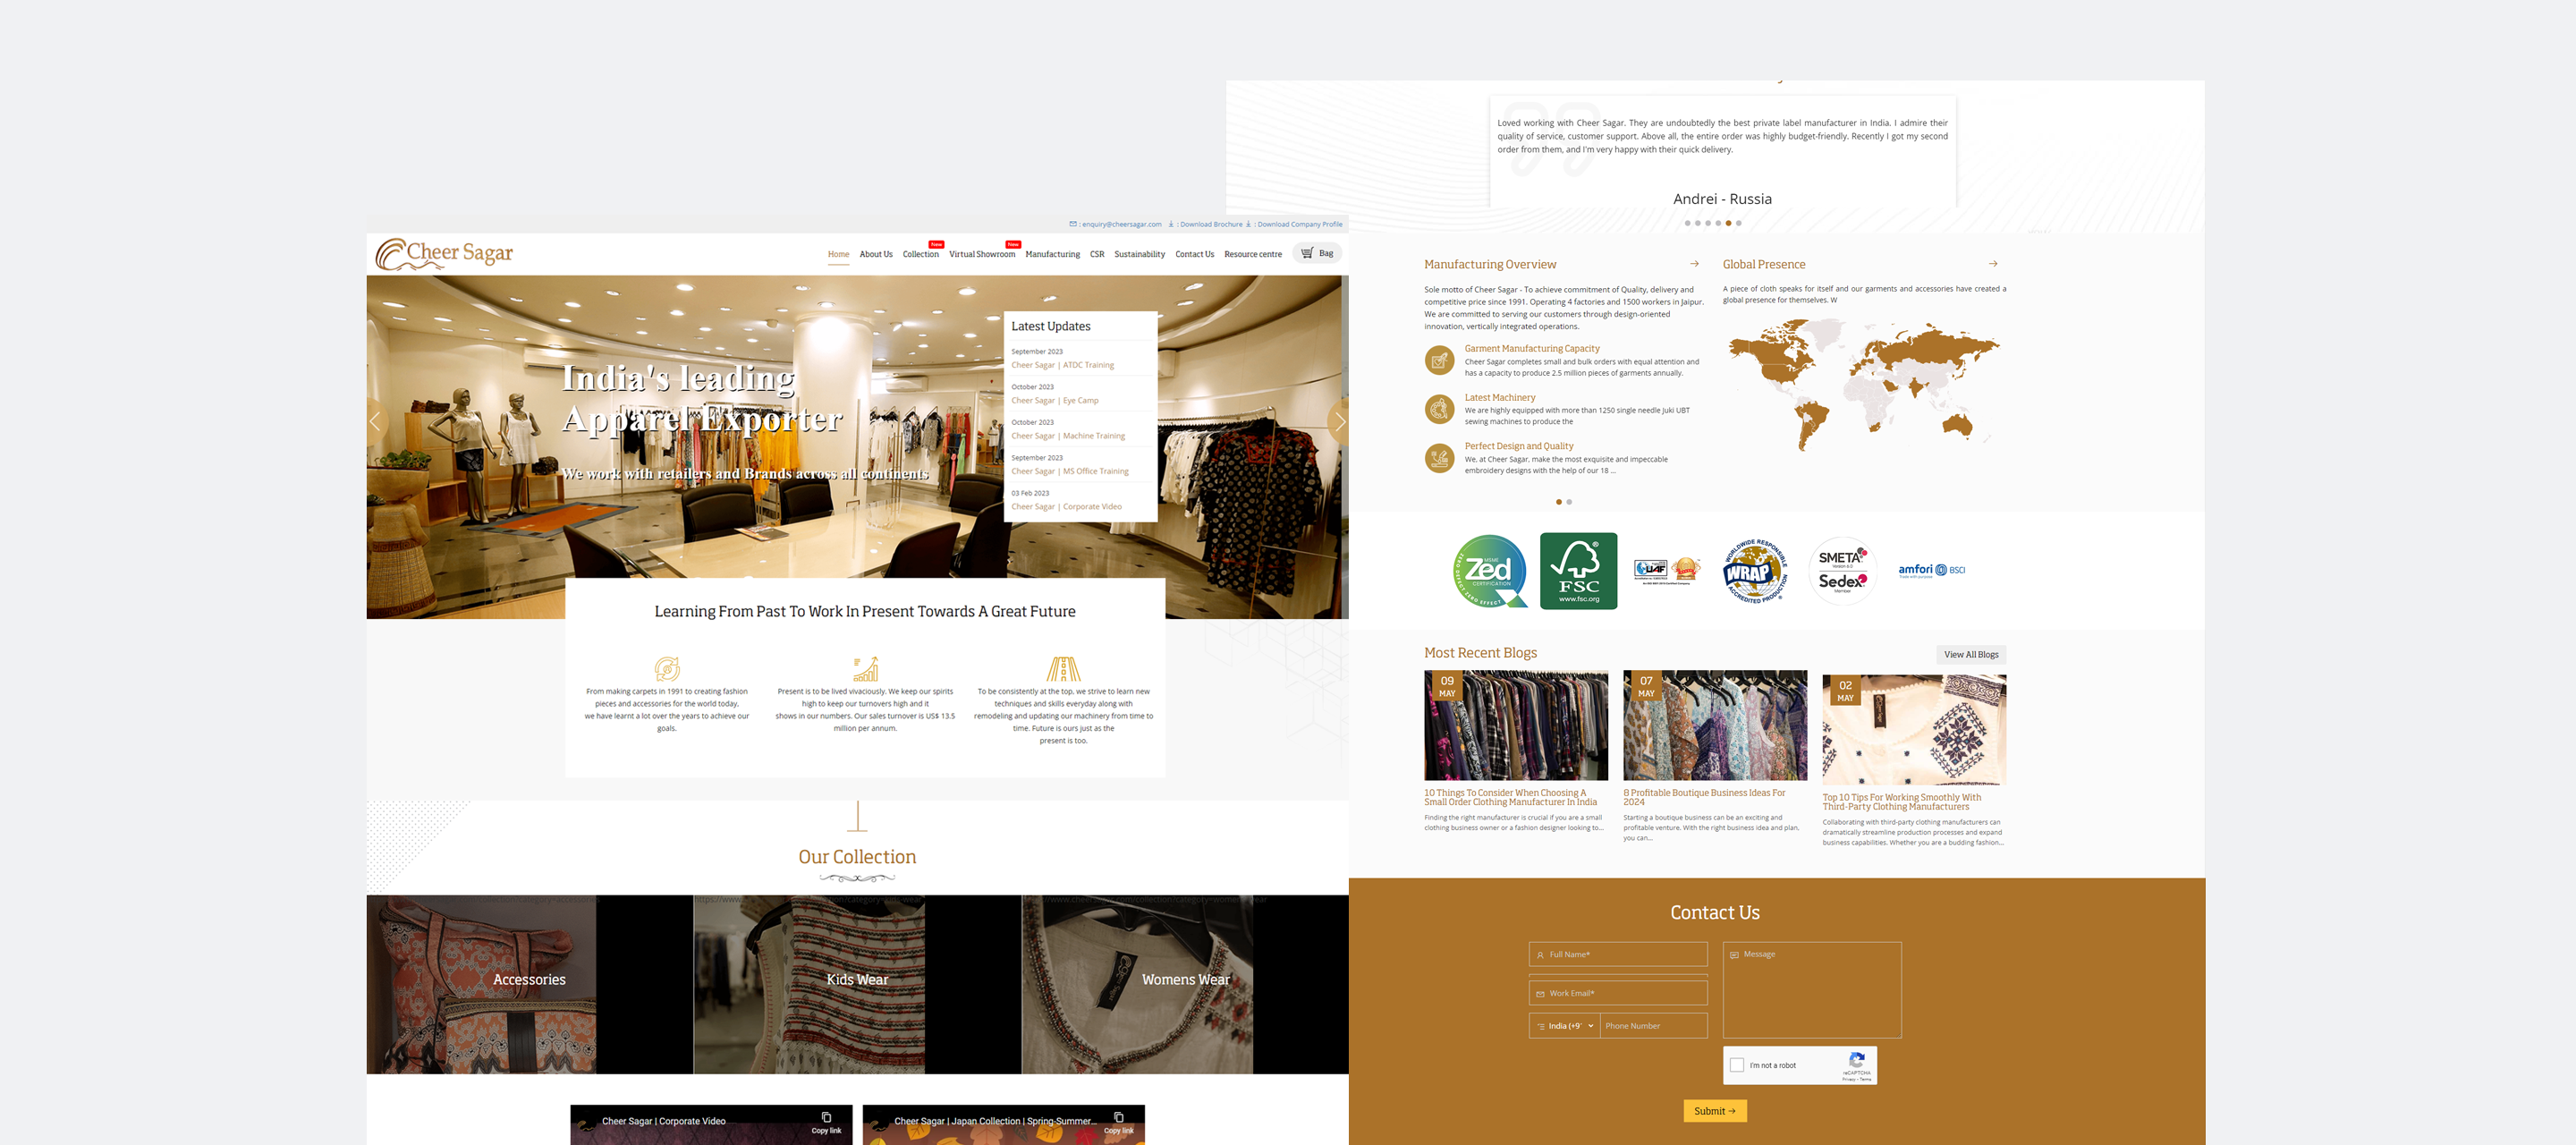 : enquiry@cheersagar.com : Download Brochure : Download Company Profile
Cheer Sagar
New
New
Home About Us Collection Virtual Showroom Manufacturing CSR Sustainability Contact Us Resource centre Bag
India's leading
Apparel Exporter
We work with retailers and Brands across all continents
Latest Updates
September 2023
Cheer Sagar | ATDC Training
October 2023
Cheer Sagar | Eye Camp
October 2023
Cheer Sagar | Machine Training
September 2023
Cheer Sagar | MS Office Training
03 Feb 2023
Cheer Sagar | Corporate Video
Learning From Past To Work In Present Towards A Great Future
From making carpets in 1991 to creating fashion
pieces and accessories for the world today,
we have learnt a lot over the years to achieve our
goals.
Present is to be lived vivaciously. We keep our spirits
high to keep our turnovers high and it
shows in our numbers. Our sales turnover is US$ 13.5
million per annum.
To be consistently at the top, we strive to learn new
techniques and skills everyday along with
remodeling and updating our machinery from time to
time. Future is ours just as the
present is too.
Our Collection
Accessories
Kids Wear
Womens Wear
Cheer Sagar | Corporate Video
Copy link
Cheer Sagar | Japan Collection | Spring-Summer...
Copy link
Loved working with Cheer Sagar. They are undoubtedly the best private label manufacturer in India. I admire their
quality of service, customer support. Above all, the entire order was highly budget-friendly. Recently I got my second
order from them, and I'm very happy with their quick delivery.
Andrei - Russia
Manufacturing Overview
Sole motto of Cheer Sagar - To achieve commitment of Quality, delivery and
competitive price since 1991. Operating 4 factories and 1500 workers in Jaipur.
We are committed to serving our customers through design-oriented
innovation, vertically integrated operations.
Garment Manufacturing Capacity
Cheer Sagar completes small and bulk orders with equal attention and
has a capacity to produce 2.5 million pieces of garments annually.
Latest Machinery
We are highly equipped with more than 1250 single needle Juki UBT
sewing machines to produce the
Perfect Design and Quality
We, at Cheer Sagar, make the most exquisite and impeccable
embroidery designs with the help of our 18 ...
Global Presence
A piece of cloth speaks for itself and our garments and accessories have created a
global presence for themselves. W
MSME
Zed
CERTIFICATION
FSC
www.fsc.org
UAF
WORLDWIDE RESPONSIBLE
WRAP
ACCREDITED PRODUCTION
SMETA
Sedex
Member
amfori BSCI
Trade with purpose
Most Recent Blogs
View All Blogs
09
MAY
10 Things To Consider When Choosing A
Small Order Clothing Manufacturer In India
Finding the right manufacturer is crucial if you are a small
clothing business owner or a fashion designer looking to...
07
MAY
8 Profitable Boutique Business Ideas For
2024
Starting a boutique business can be an exciting and
profitable venture. With the right business idea and plan,
you can...
02
MAY
Top 10 Tips For Working Smoothly With
Third-Party Clothing Manufacturers
Collaborating with third-party clothing manufacturers can
dramatically streamline production processes and expand
business capabilities. Whether you are a budding fashion...
Contact Us
Full Name*
Message
Work Email*
India (+9
Phone Number
I'm not a robot
reCAPTCHA
Privacy - Terms
Submit